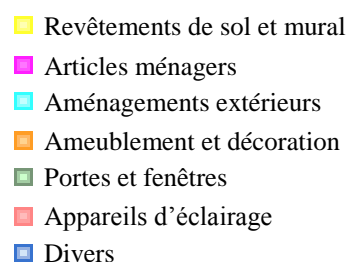 Revêtements de sol et mural
Articles ménagers
Aménagements extérieurs
Ameublement et décoration
Portes et fenêtres
Appareils d’éclairage
Divers